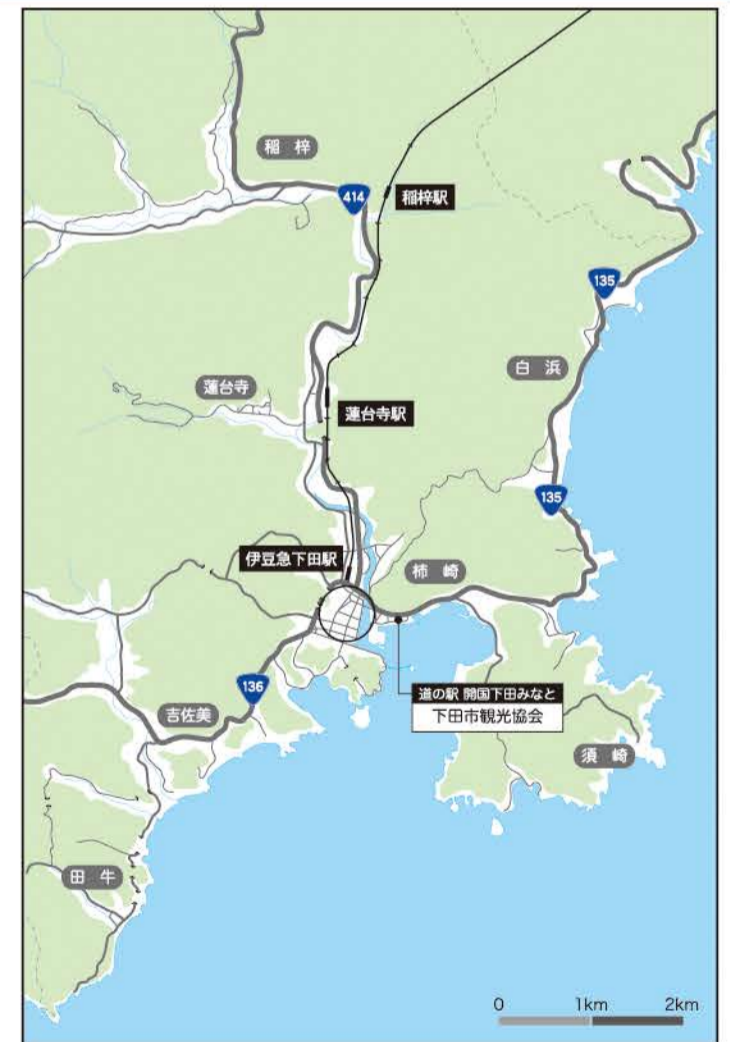 稲梓
414
稲梓駅
135
白浜
蓮台寺
蓮台寺駅
135
伊豆急下田駅
柿崎
136
道の駅 開国下田みなと
下田市観光協会
吉佐美
須崎
田牛
0 1km 2km